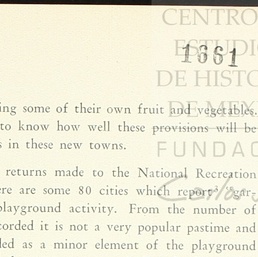 CENTRO
ESTUDIO
1661
DE HISTO
DE MEX
FUNDAC
ing some of their own fruit and vegetables.
to know how well these provisions will be
s in these new towns.
returns made to the National Recreation
ere are some 80 cities which report "gar-
playground activity. From the number of
corded it is not a very popular pastime and
ded as a minor element of the playground